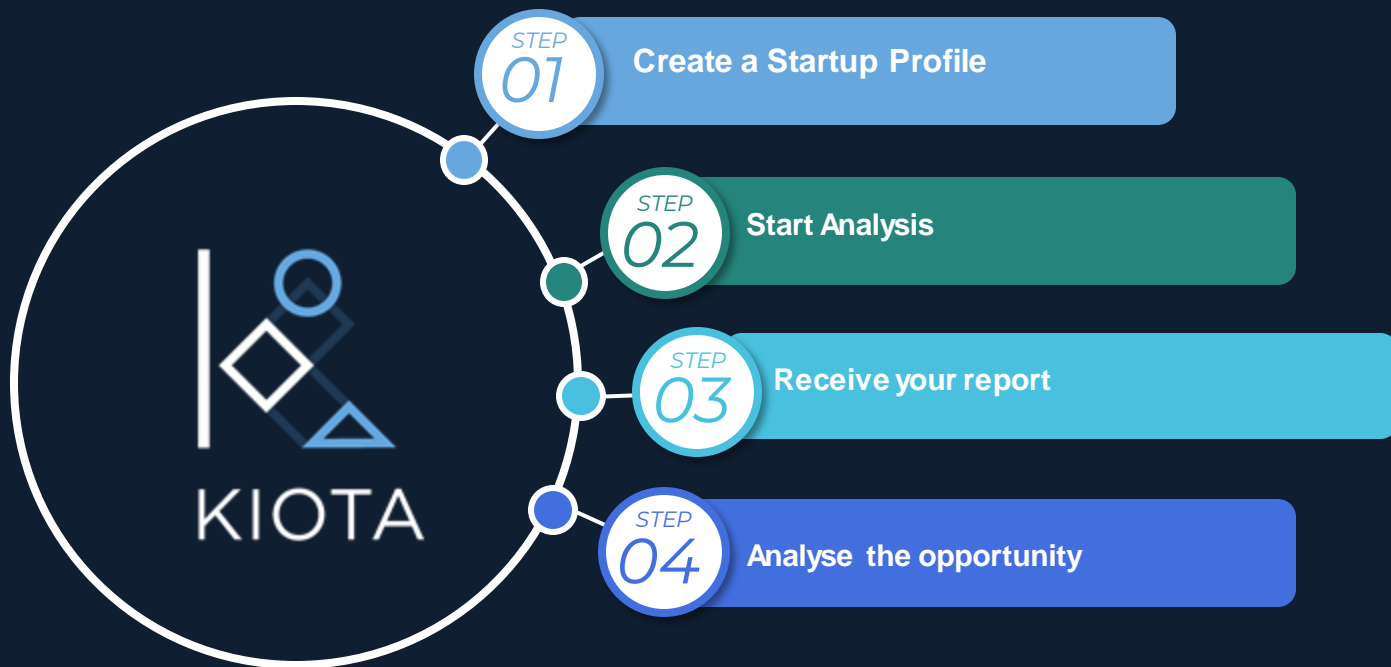 STEP
01
Create a Startup Profile
STEP
02
Start Analysis
STEP
03
Receive your report
STEP
04
Analyse the opportunity
KIOTA